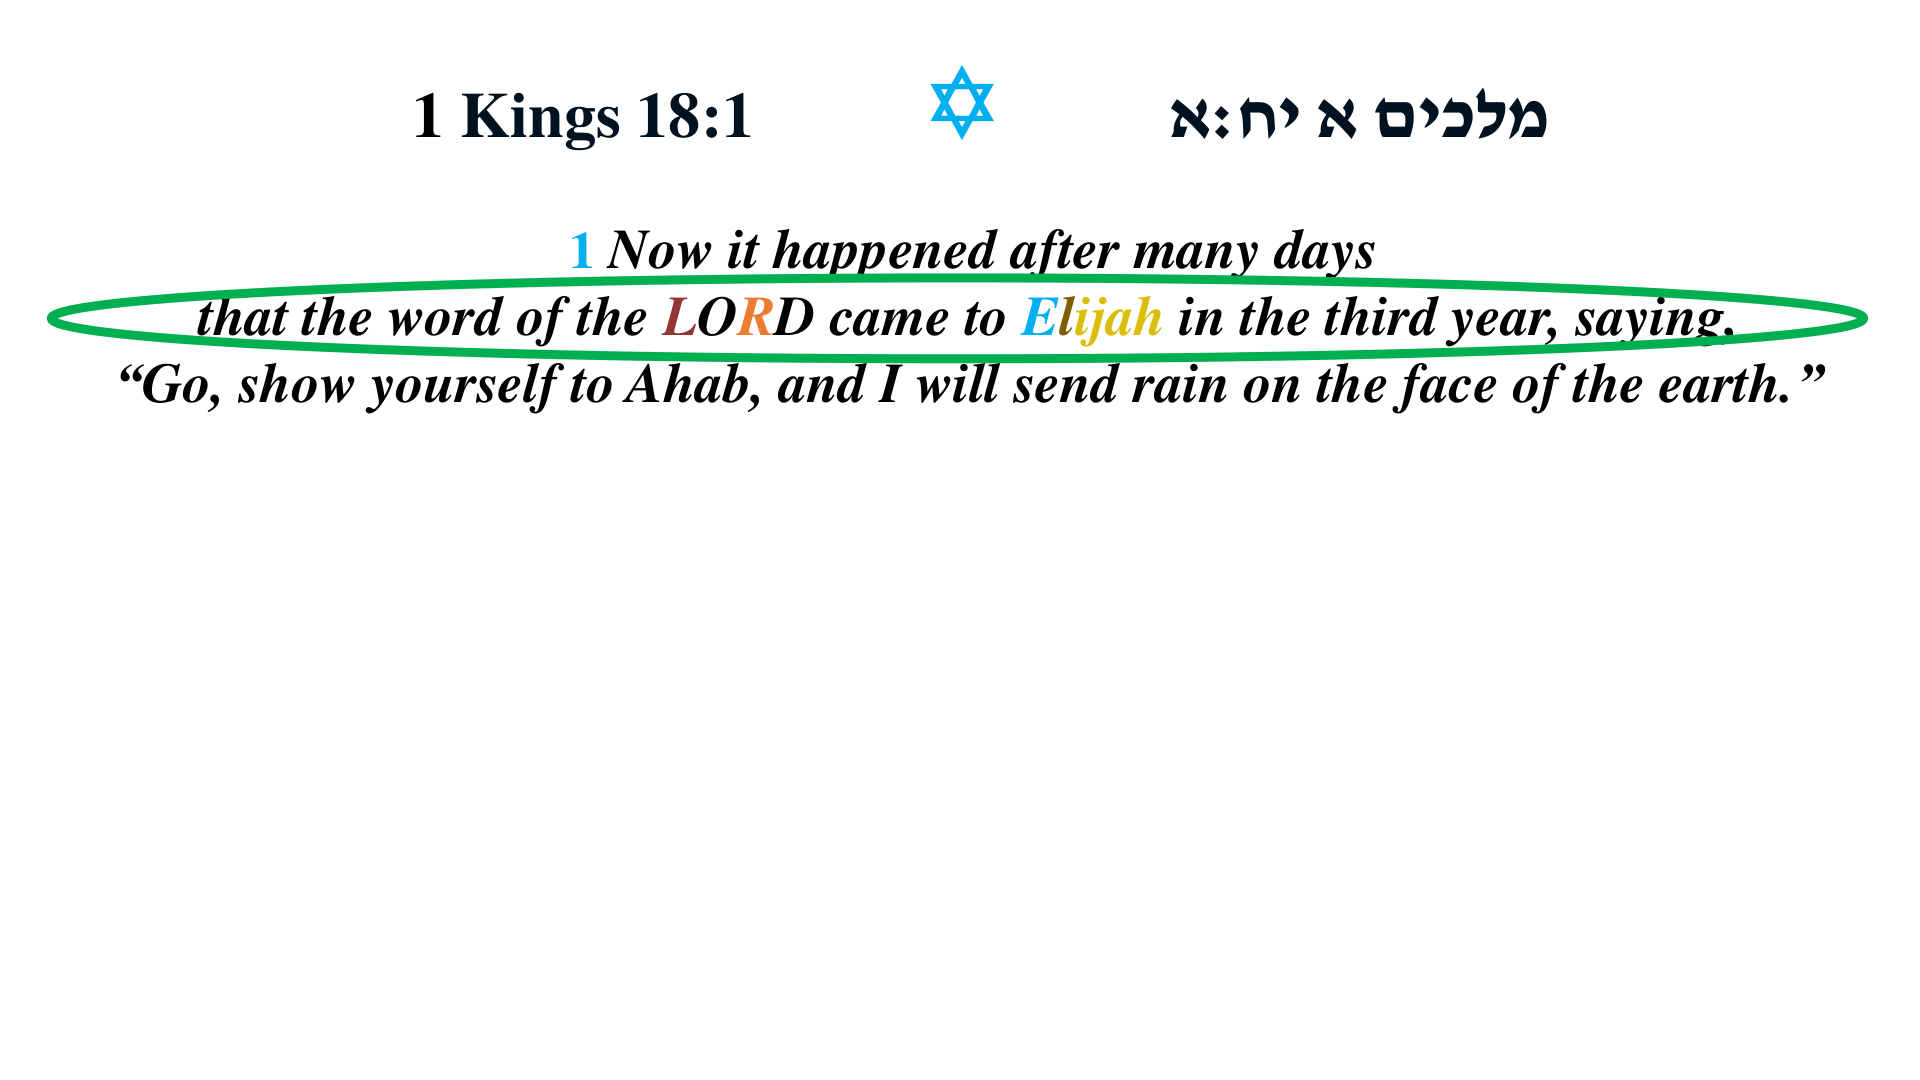 1 Kings 18:1 ✡ מלכים א יח:א
1 Now it happened after many days
that the word of the LORD came to Elijah in the third year, saying,
“Go, show yourself to Ahab, and I will send rain on the face of the earth.”